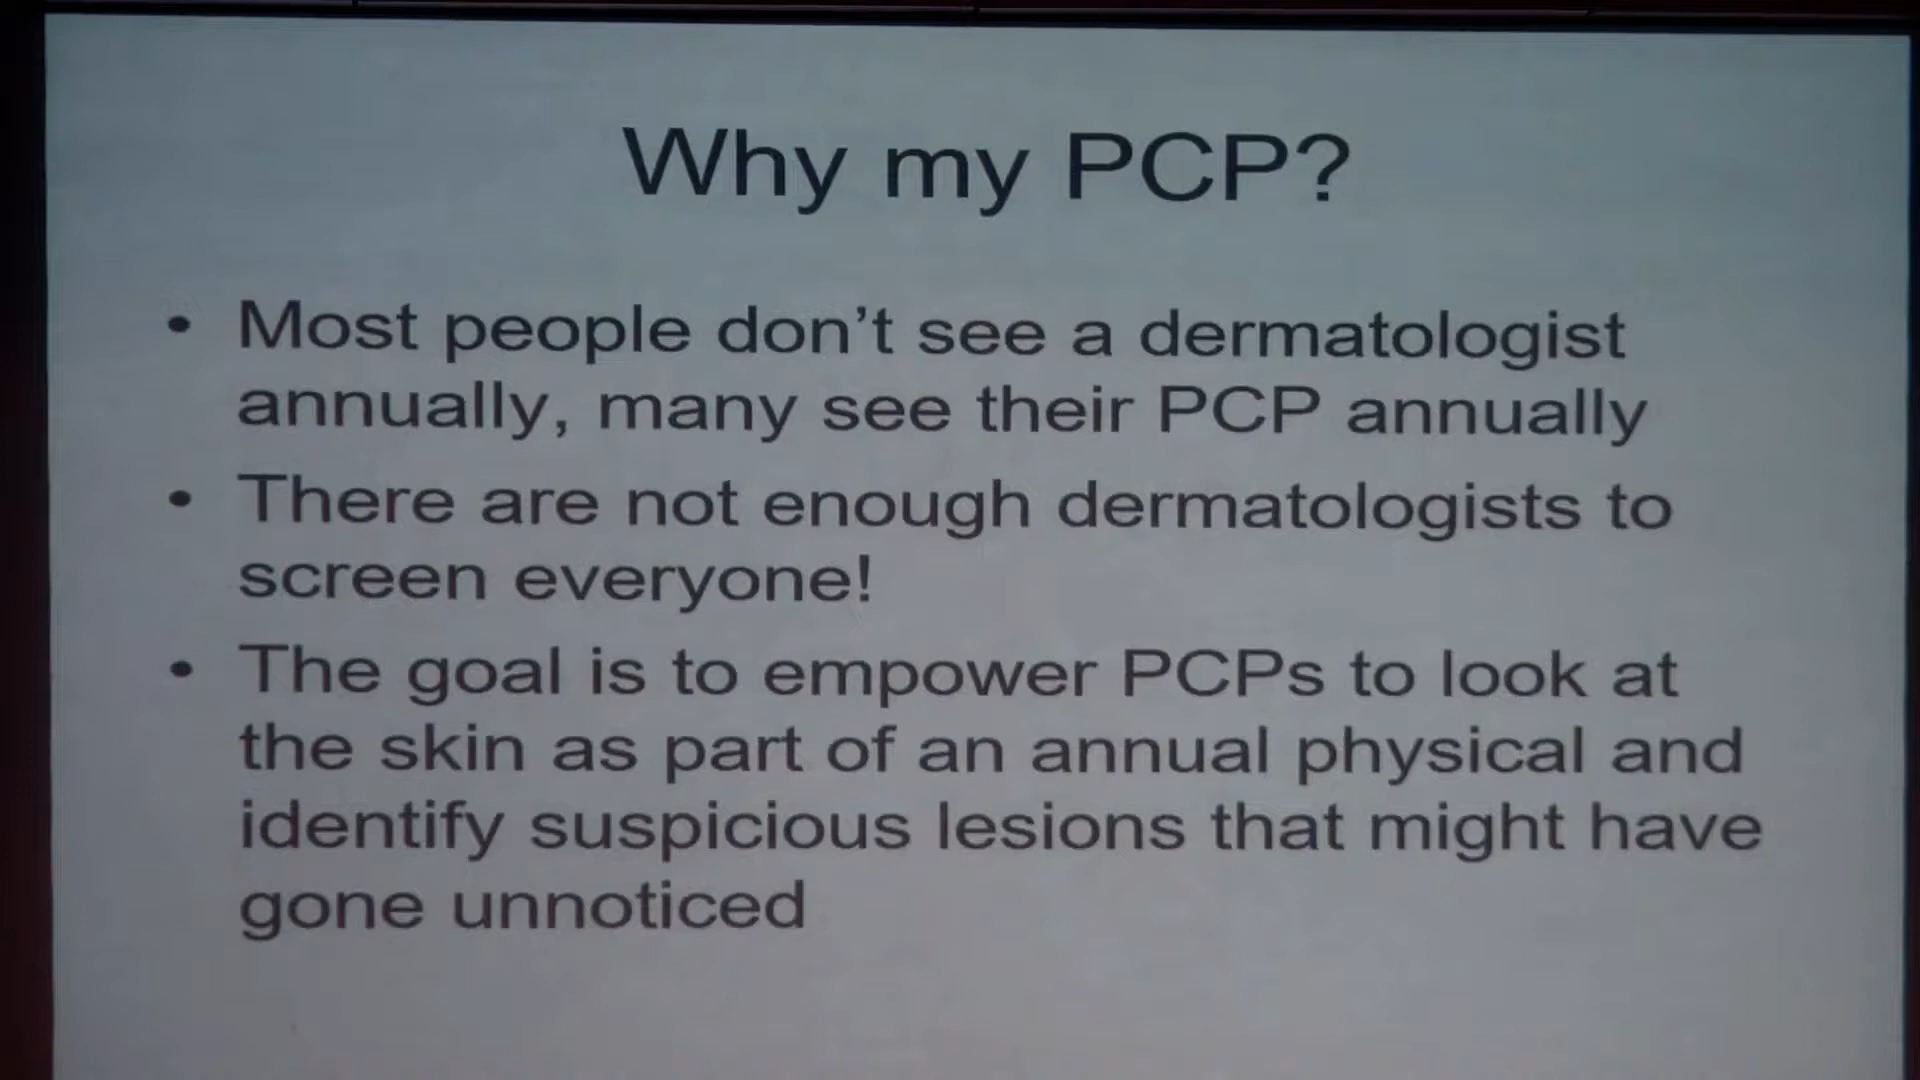 Why my PCP?
• Most people don't see a dermatologist
annually, many see their PCP annually
• There are not enough dermatologists to
screen everyone!
• The goal is to empower PCPs to look at
the skin as part of an annual physical and
identify suspicious lesions that might have
gone unnoticed